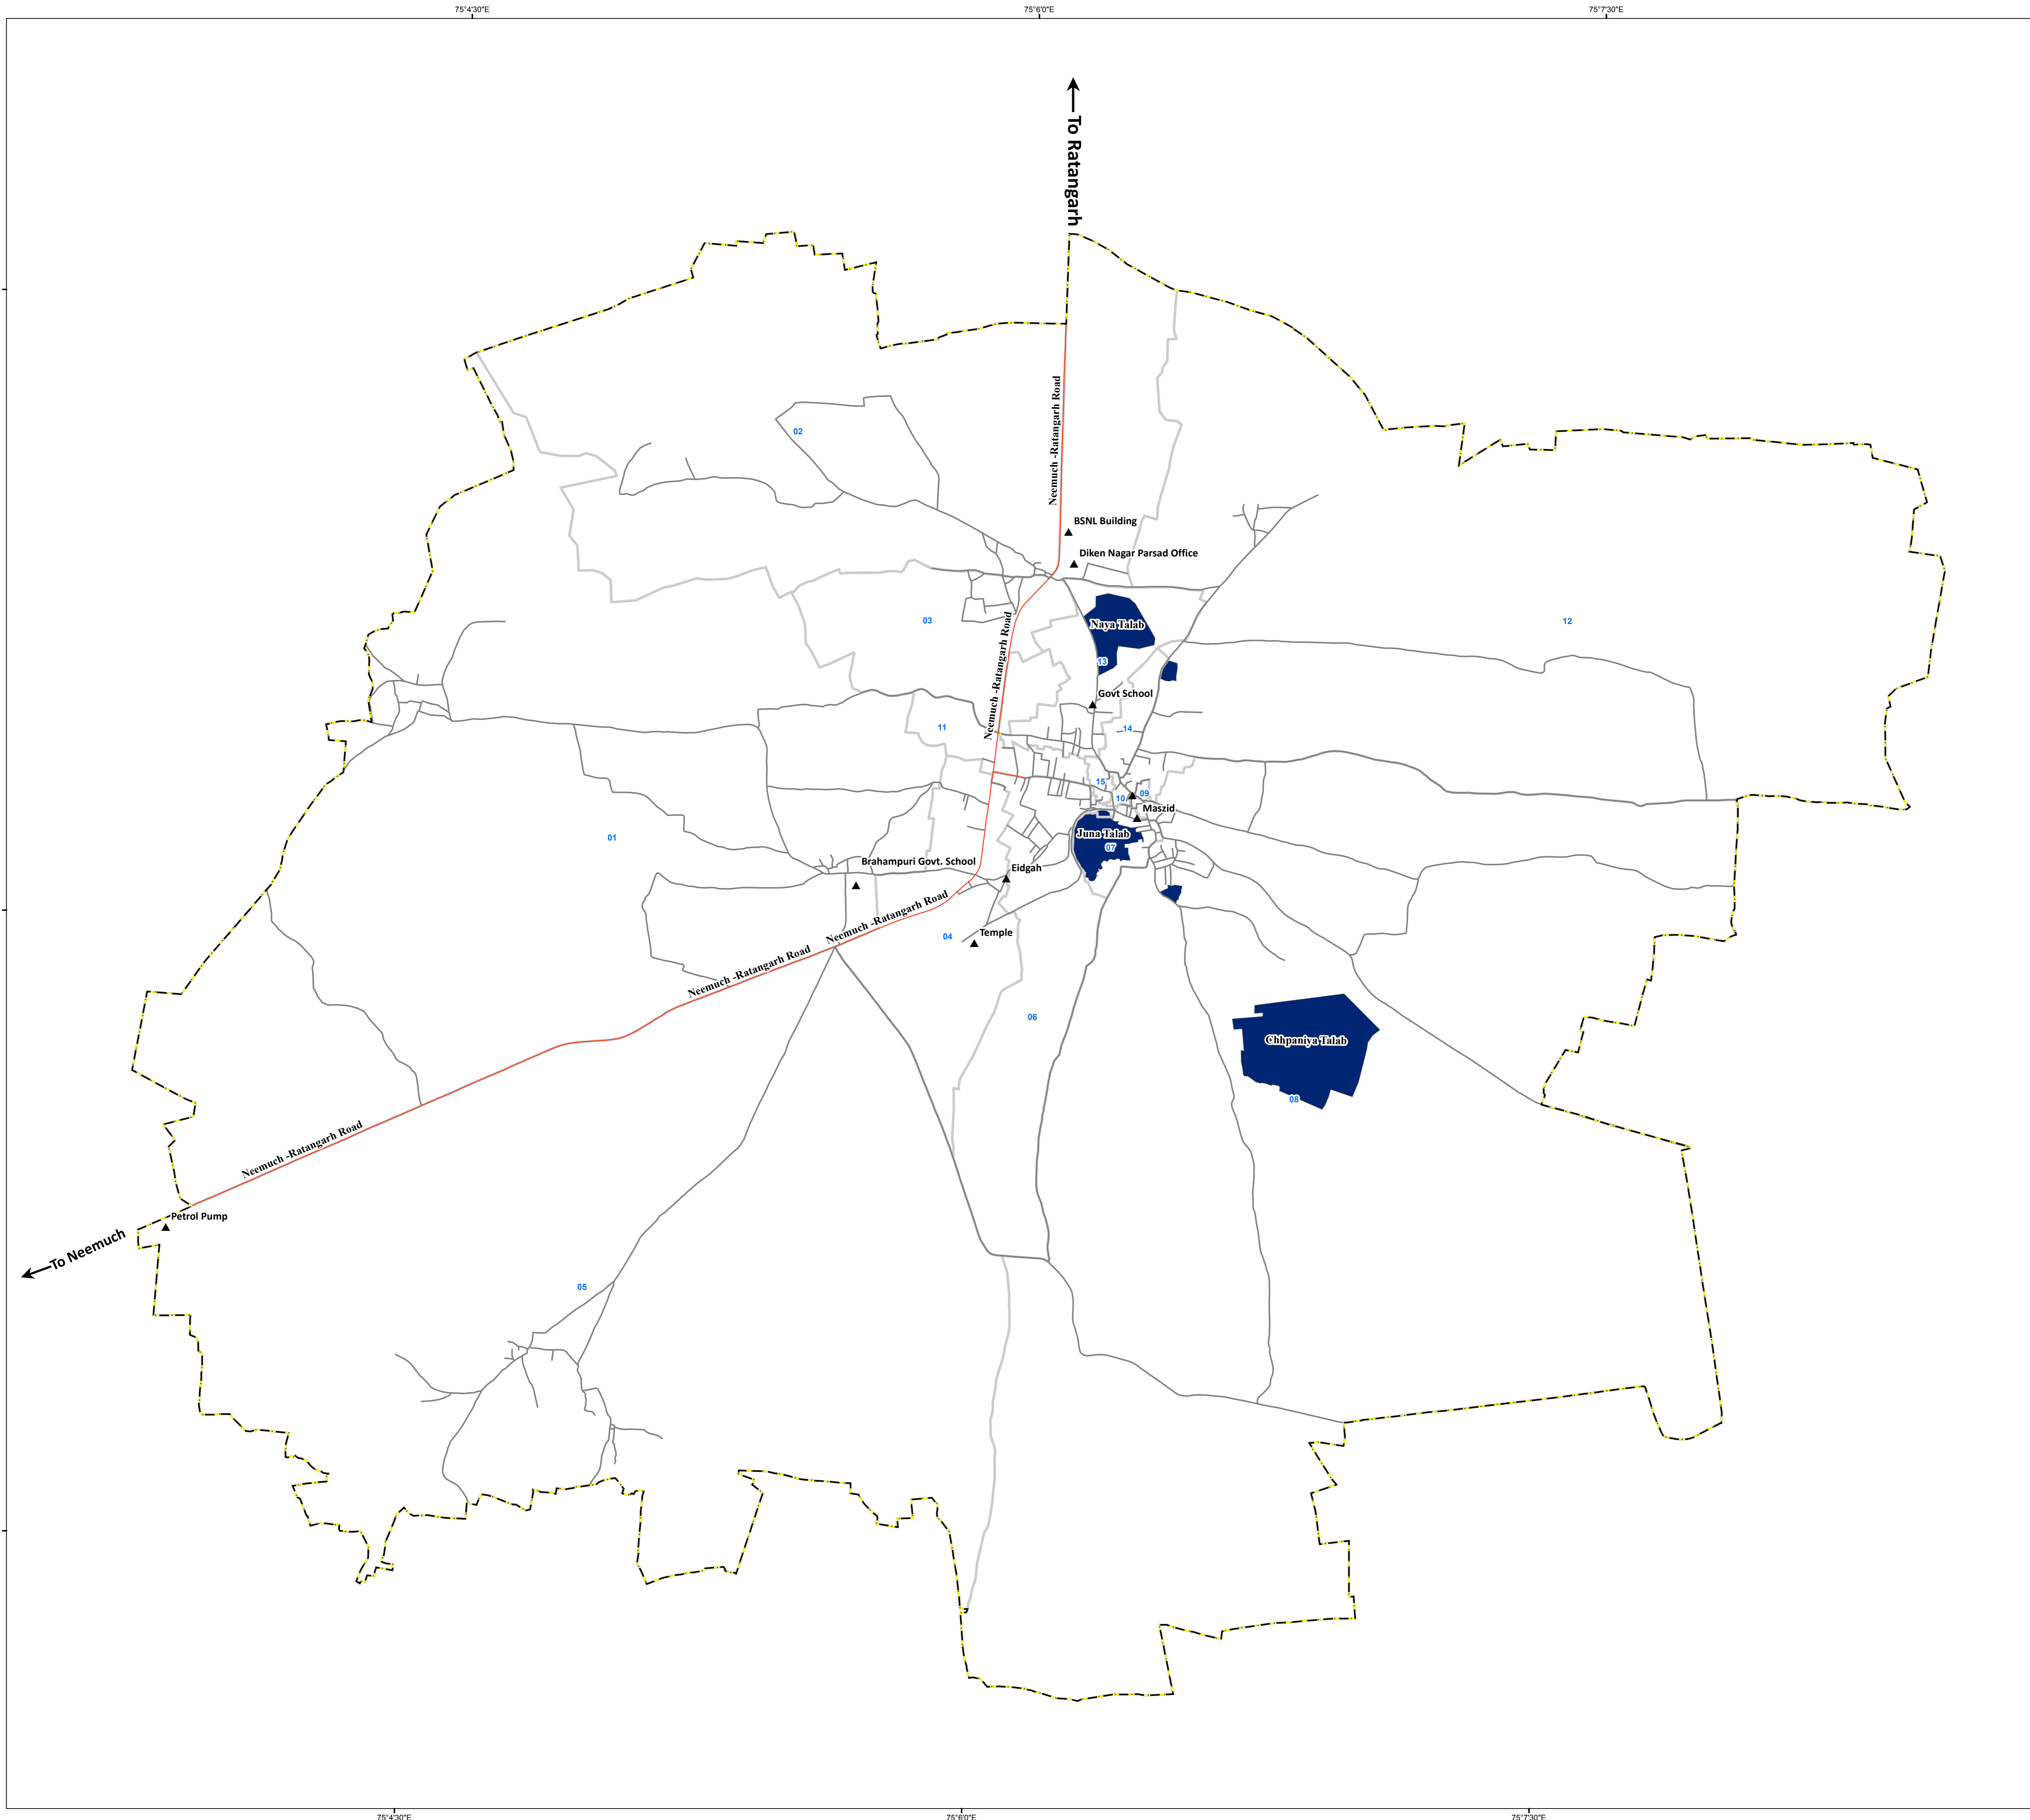 75°4'30"E
75°6'0"E
75°7'30"E
To Ratangarh
Neemuch -Ratangarh Road
02
BSNL Building
Diken Nagar Parsad Office
03
Naya Talab
12
Neemuch -Ratangarh Road
13
Govt School
11
14
15
10
09
Maszid
01
Juna Talab
07
Brahampuri Govt. School
Eidgah
Neemuch -Ratangarh Road
04
Temple
Neemuch -Ratangarh Road
06
Chhpaniya Talab
08
Neemuch -Ratangarh Road
Petrol Pump
To Neemuch
05
75°4'30"E
75°6'0"E
75°7'30"E